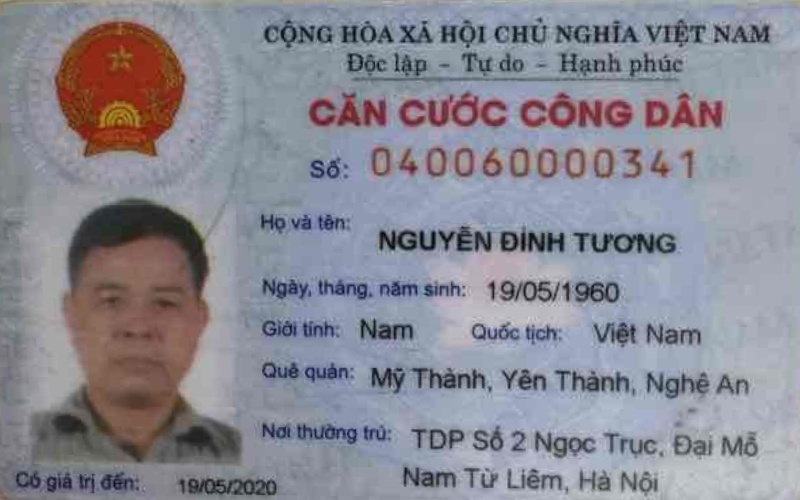 CỘNG HÒA XÃ HỘI CHỦ NGHĨA VIỆT NAM
Độc lập - Tự do - Hạnh phúc
CĂN CƯỚC CÔNG DÂN
Số: 040060000341
Họ và tên: NGUYỄN ĐÌNH TƯƠNG
Ngày, tháng, năm sinh: 19/05/1960
Giới tính: Nam Quốc tịch: Việt Nam
Quê quán: Mỹ Thành, Yên Thành, Nghệ An
Nơi thường trú: TDP Số 2 Ngọc Trục, Đại Mỗ
Nam Từ Liêm, Hà Nội
Có giá trị đến: 19/05/2020